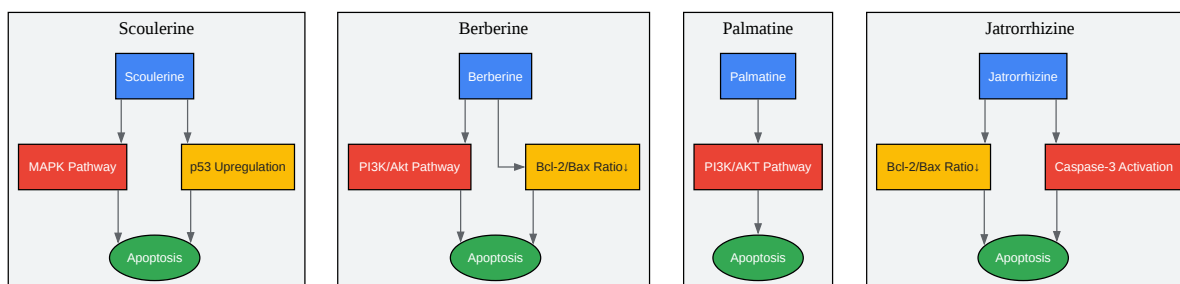 Scoulerine
Scoulerine
MAPK Pathway
p53 Upregulation
Apoptosis
Berberine
Berberine
PI3K/Akt Pathway
Bcl-2/Bax Ratio↓
Apoptosis
Palmatine
Palmatine
PI3K/AKT Pathway
Apoptosis
Jatrorrhizine
Jatrorrhizine
Bcl-2/Bax Ratio↓
Caspase-3 Activation
Apoptosis